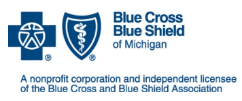 Blue Cross
Blue Shield
of Michigan
A nonprofit corporation and independent licensee
of the Blue Cross and Blue Shield Association